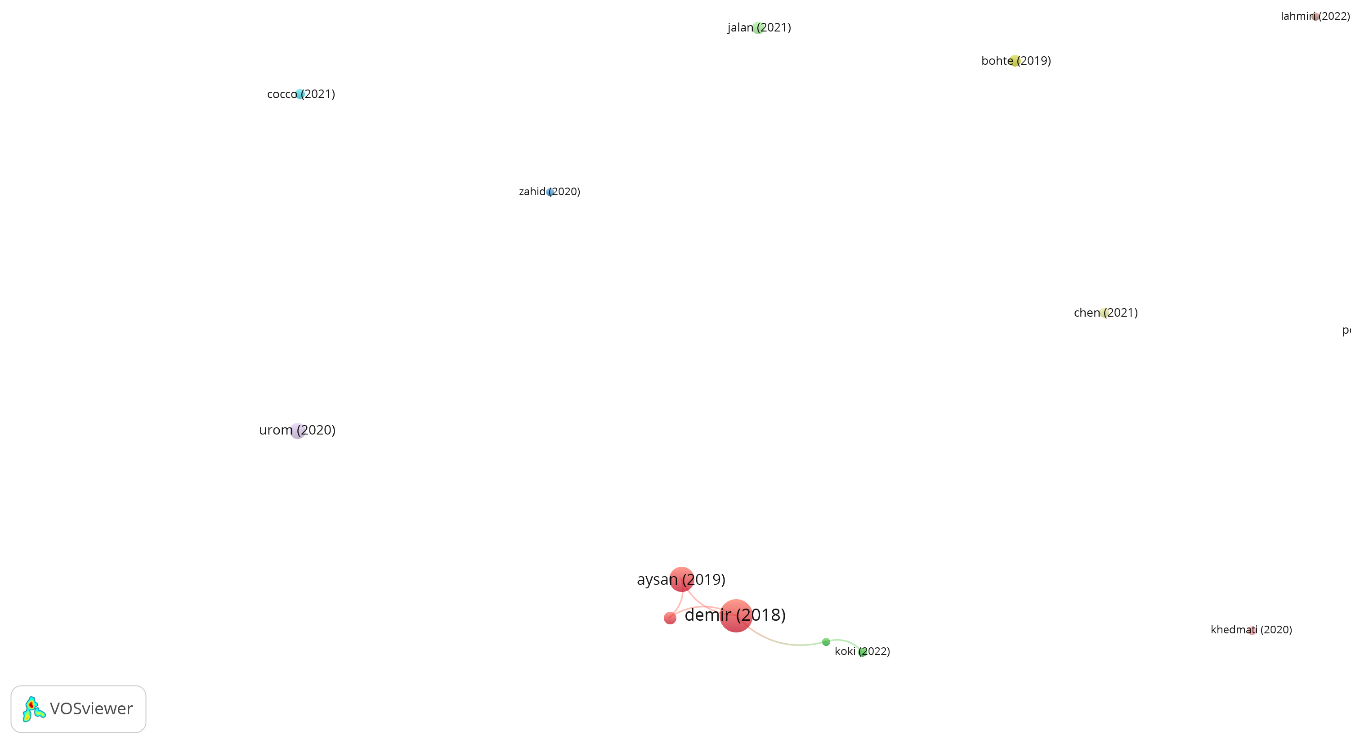 lahmiri (2022)
jalan (2021)
bohte (2019)
cocco (2021)
zahid (2020)
chen (2021)
urom (2020)
aysan (2019)
demir (2018)
khedmati (2020)
koki (2022)
VOSviewer